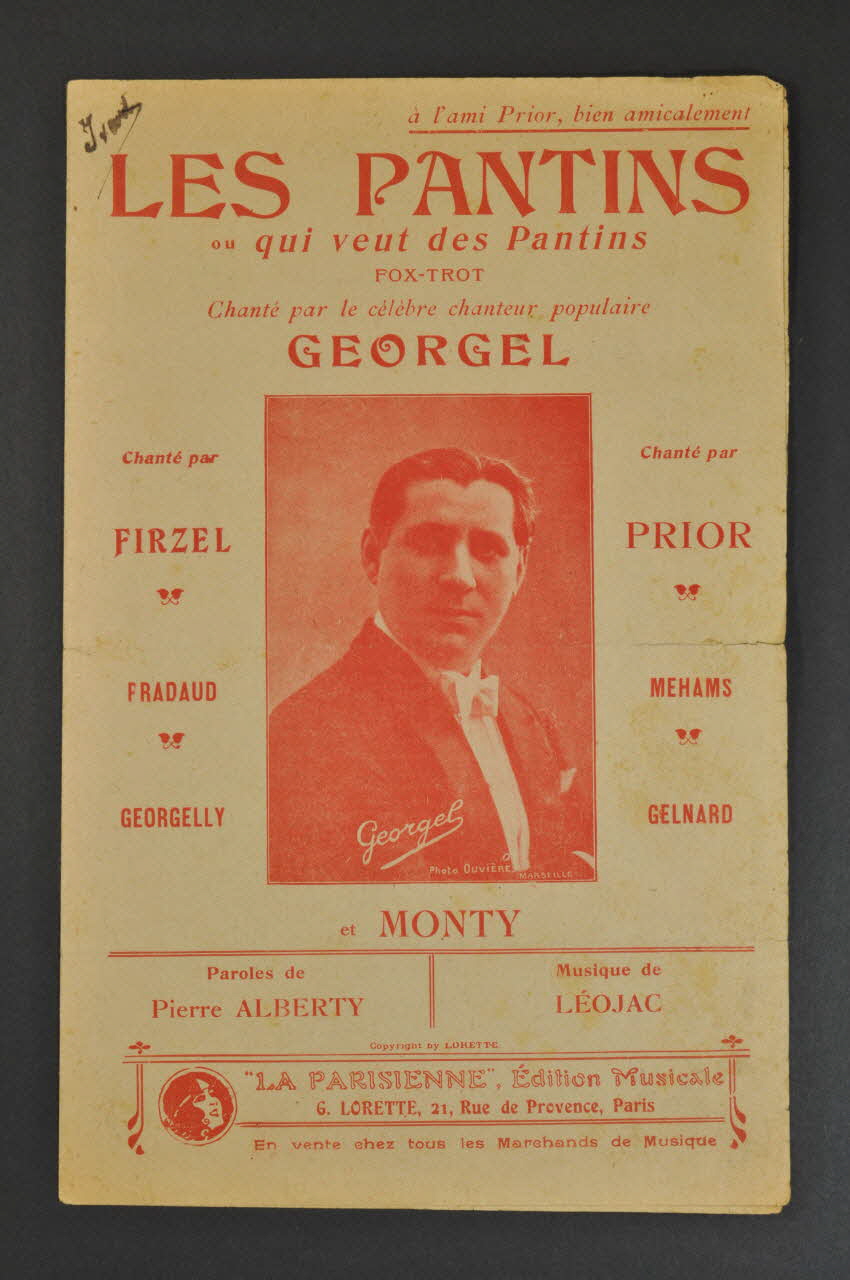 à l'ami Prior, bien amicalement
LES PANTINS
ou qui veut des Pantins
FOX-TROT
Chanté par le célèbre chanteur populaire
GEORGEL
Chanté par
FIRZEL
FRADAUD
GEORGELLY
Chanté par
PRIOR
MEHAMS
GELNARD
Georgel
Photo OUVIÈRE MARSEILLE
et MONTY
Paroles de
Pierre ALBERTY
Musique de
LÉOJAC
Copyright by LORETTE
"LA PARISIENNE", Édition Musicale
G. LORETTE, 21, Rue de Provence, Paris
En vente chez tous les Marchands de Musique